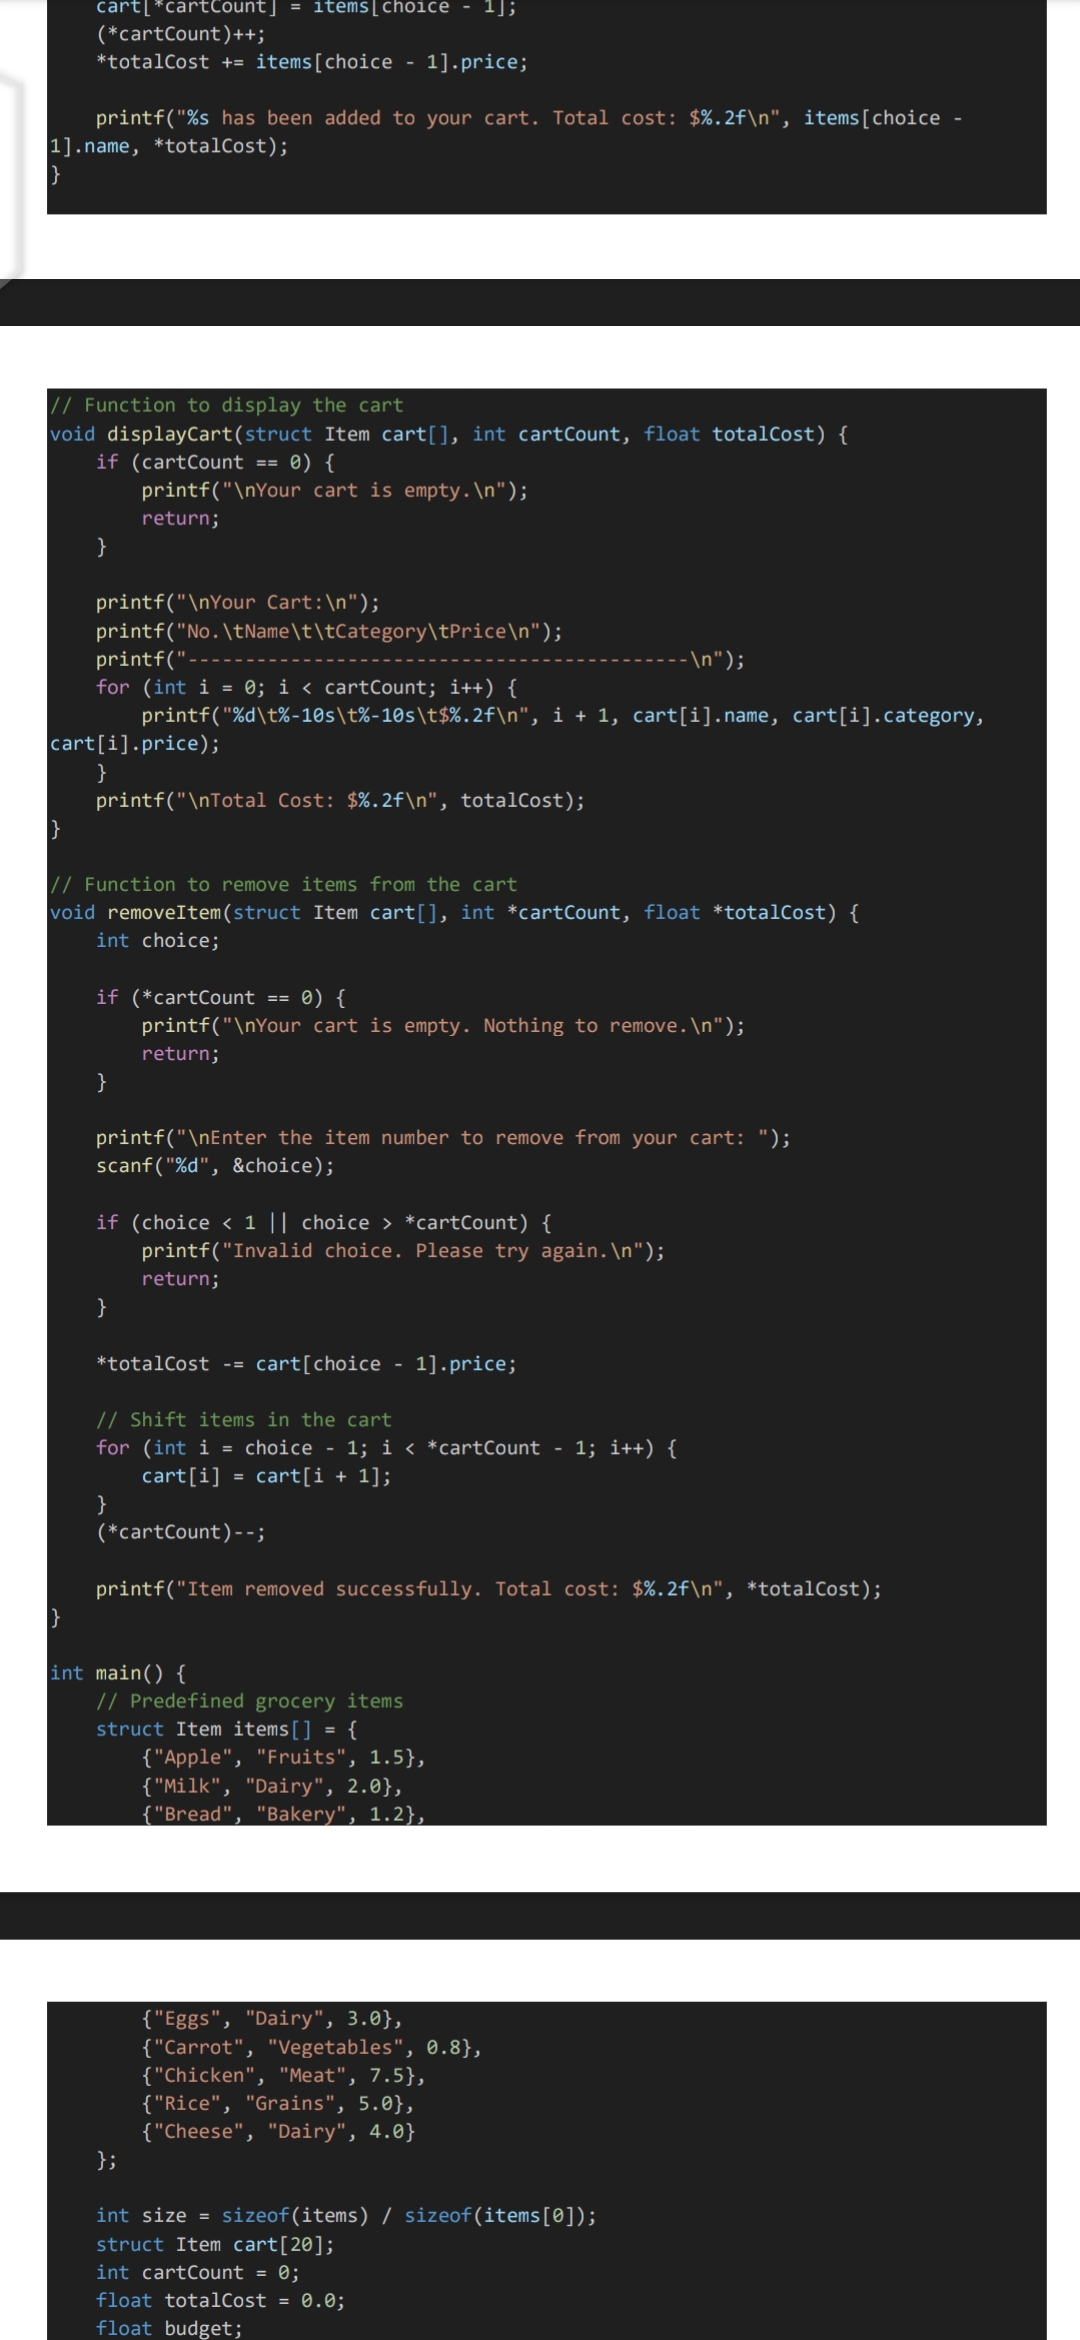 cart[*cartCount] = items[choice - 1];
(*cartCount)++;
*totalCost += items[choice - 1].price;
printf("%s has been added to your cart. Total cost: $%.2f\n", items[choice -
1].name, *totalCost);
}
// Function to display the cart
void displayCart(struct Item cart[], int cartCount, float totalCost) {
if (cartCount == 0) {
printf("\nYour cart is empty.\n");
return;
}
printf("\nYour Cart:\n");
printf("No.\tName\t\tCategory\tPrice\n");
printf("--------------------------------------------\n");
for (int i = 0; i < cartCount; i++) {
printf("%d\t%-10s\t%-10s\t$%.2f\n", i + 1, cart[i].name, cart[i].category,
cart[i].price);
}
printf("\nTotal Cost: $%.2f\n", totalCost);
}
// Function to remove items from the cart
void removeItem(struct Item cart[], int *cartCount, float *totalCost) {
int choice;
if (*cartCount == 0) {
printf("\nYour cart is empty. Nothing to remove.\n");
return;
}
printf("\nEnter the item number to remove from your cart: ");
scanf("%d", &choice);
if (choice < 1 || choice > *cartCount) {
printf("Invalid choice. Please try again.\n");
return;
}
*totalCost -= cart[choice - 1].price;
// Shift items in the cart
for (int i = choice - 1; i < *cartCount - 1; i++) {
cart[i] = cart[i + 1];
}
(*cartCount)--;
printf("Item removed successfully. Total cost: $%.2f\n", *totalCost);
}
int main() {
// Predefined grocery items
struct Item items[] = {
{"Apple", "Fruits", 1.5},
{"Milk", "Dairy", 2.0},
{"Bread", "Bakery", 1.2},
{"Eggs", "Dairy", 3.0},
{"Carrot", "Vegetables", 0.8},
{"Chicken", "Meat", 7.5},
{"Rice", "Grains", 5.0},
{"Cheese", "Dairy", 4.0}
};
int size = sizeof(items) / sizeof(items[0]);
struct Item cart[20];
int cartCount = 0;
float totalCost = 0.0;
float budget;